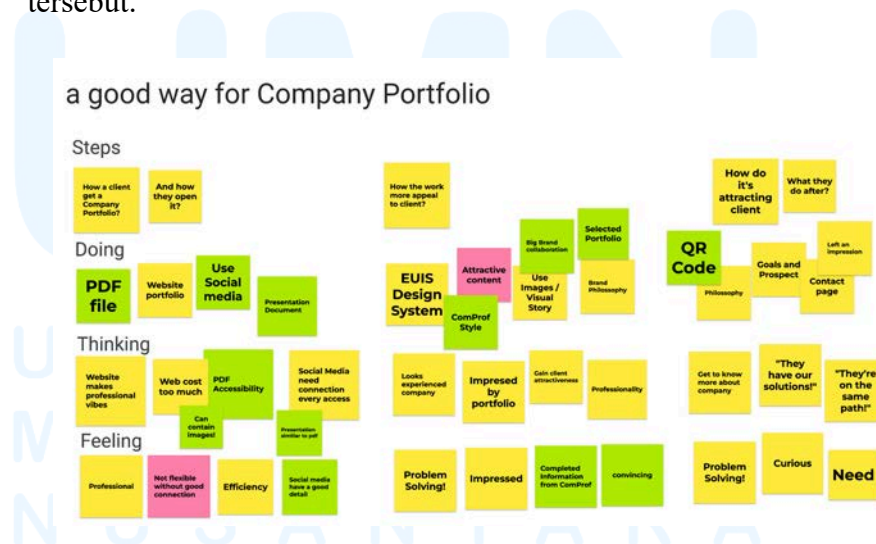 tersebut.
a good way for Company Portfolio
Steps
How a client
get a
Company
Portfolio?
And how
they open
it?
How the work
more appeal
to client?
How do
it's
attracting
client
What they
do after?
Doing
PDF
file
Website
portfolio
Use
Social
media
Presentation
Document
EUIS
Design
System
Attractive
content
ComProf
Style
Big Brand
collaboration
Use
Images /
Visual
Story
Selected
Portfolio
Brand
Philosophy
QR
Code
Philosophy
Goals and
Prospect
Left an
impression
Contact
page
Thinking
Website
makes
professional
vibes
Web cost
too much
PDF
Accessibility
Can
contain
images!
Social Media
need
connection
every access
Presentation
similar to pdf
Looks
experienced
company
Impresed
by
portfolio
Gain client
attractiveness
Professionality
Get to know
more about
company
"They
have our
solutions!"
"They're
on the
same
path!"
Feeling
Professional
Not flexible
without good
connection
Efficiency
Social media
have a good
detail
Problem
Solving!
Impressed
Completed
Information
from ComProf
convincing
Problem
Solving!
Curious
Need
U
M
NUSANTARA